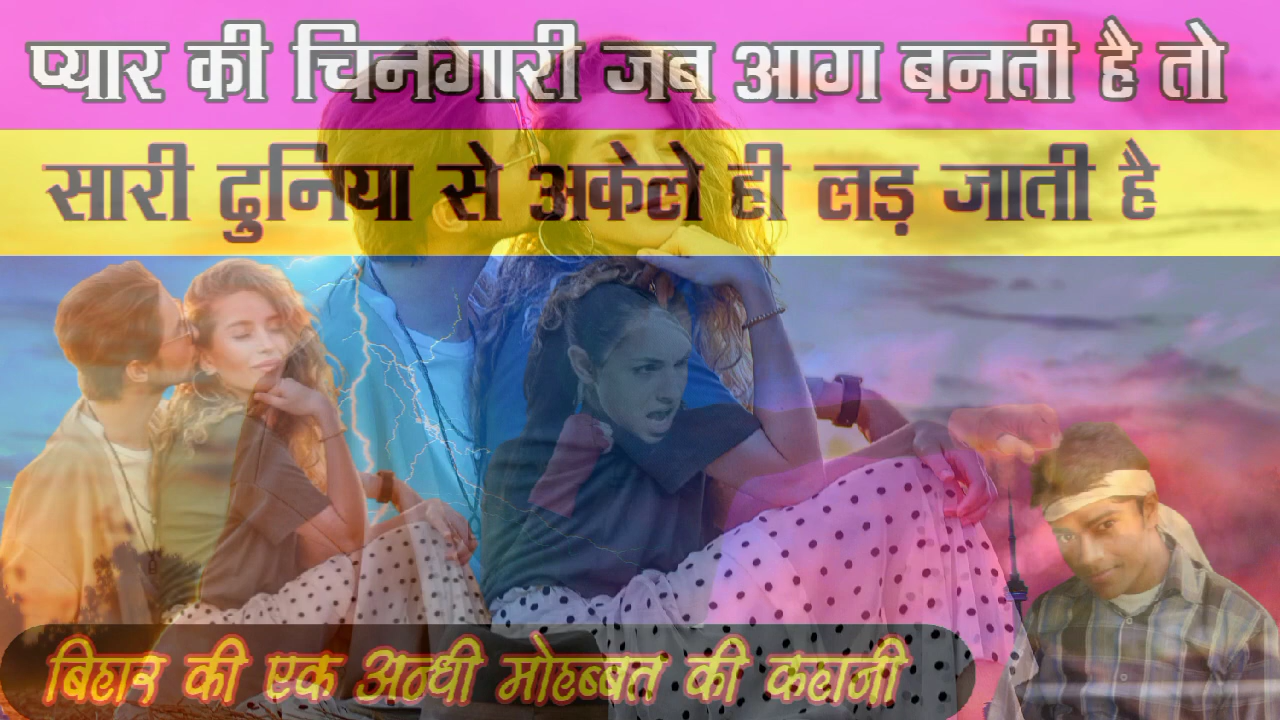 प्यार की चिनगारी जब आग बनती है तो
सारी दुनिया से अकेले ही लड़ जाती है
बिहार की एक अन्धी मोहब्बत की कहानी